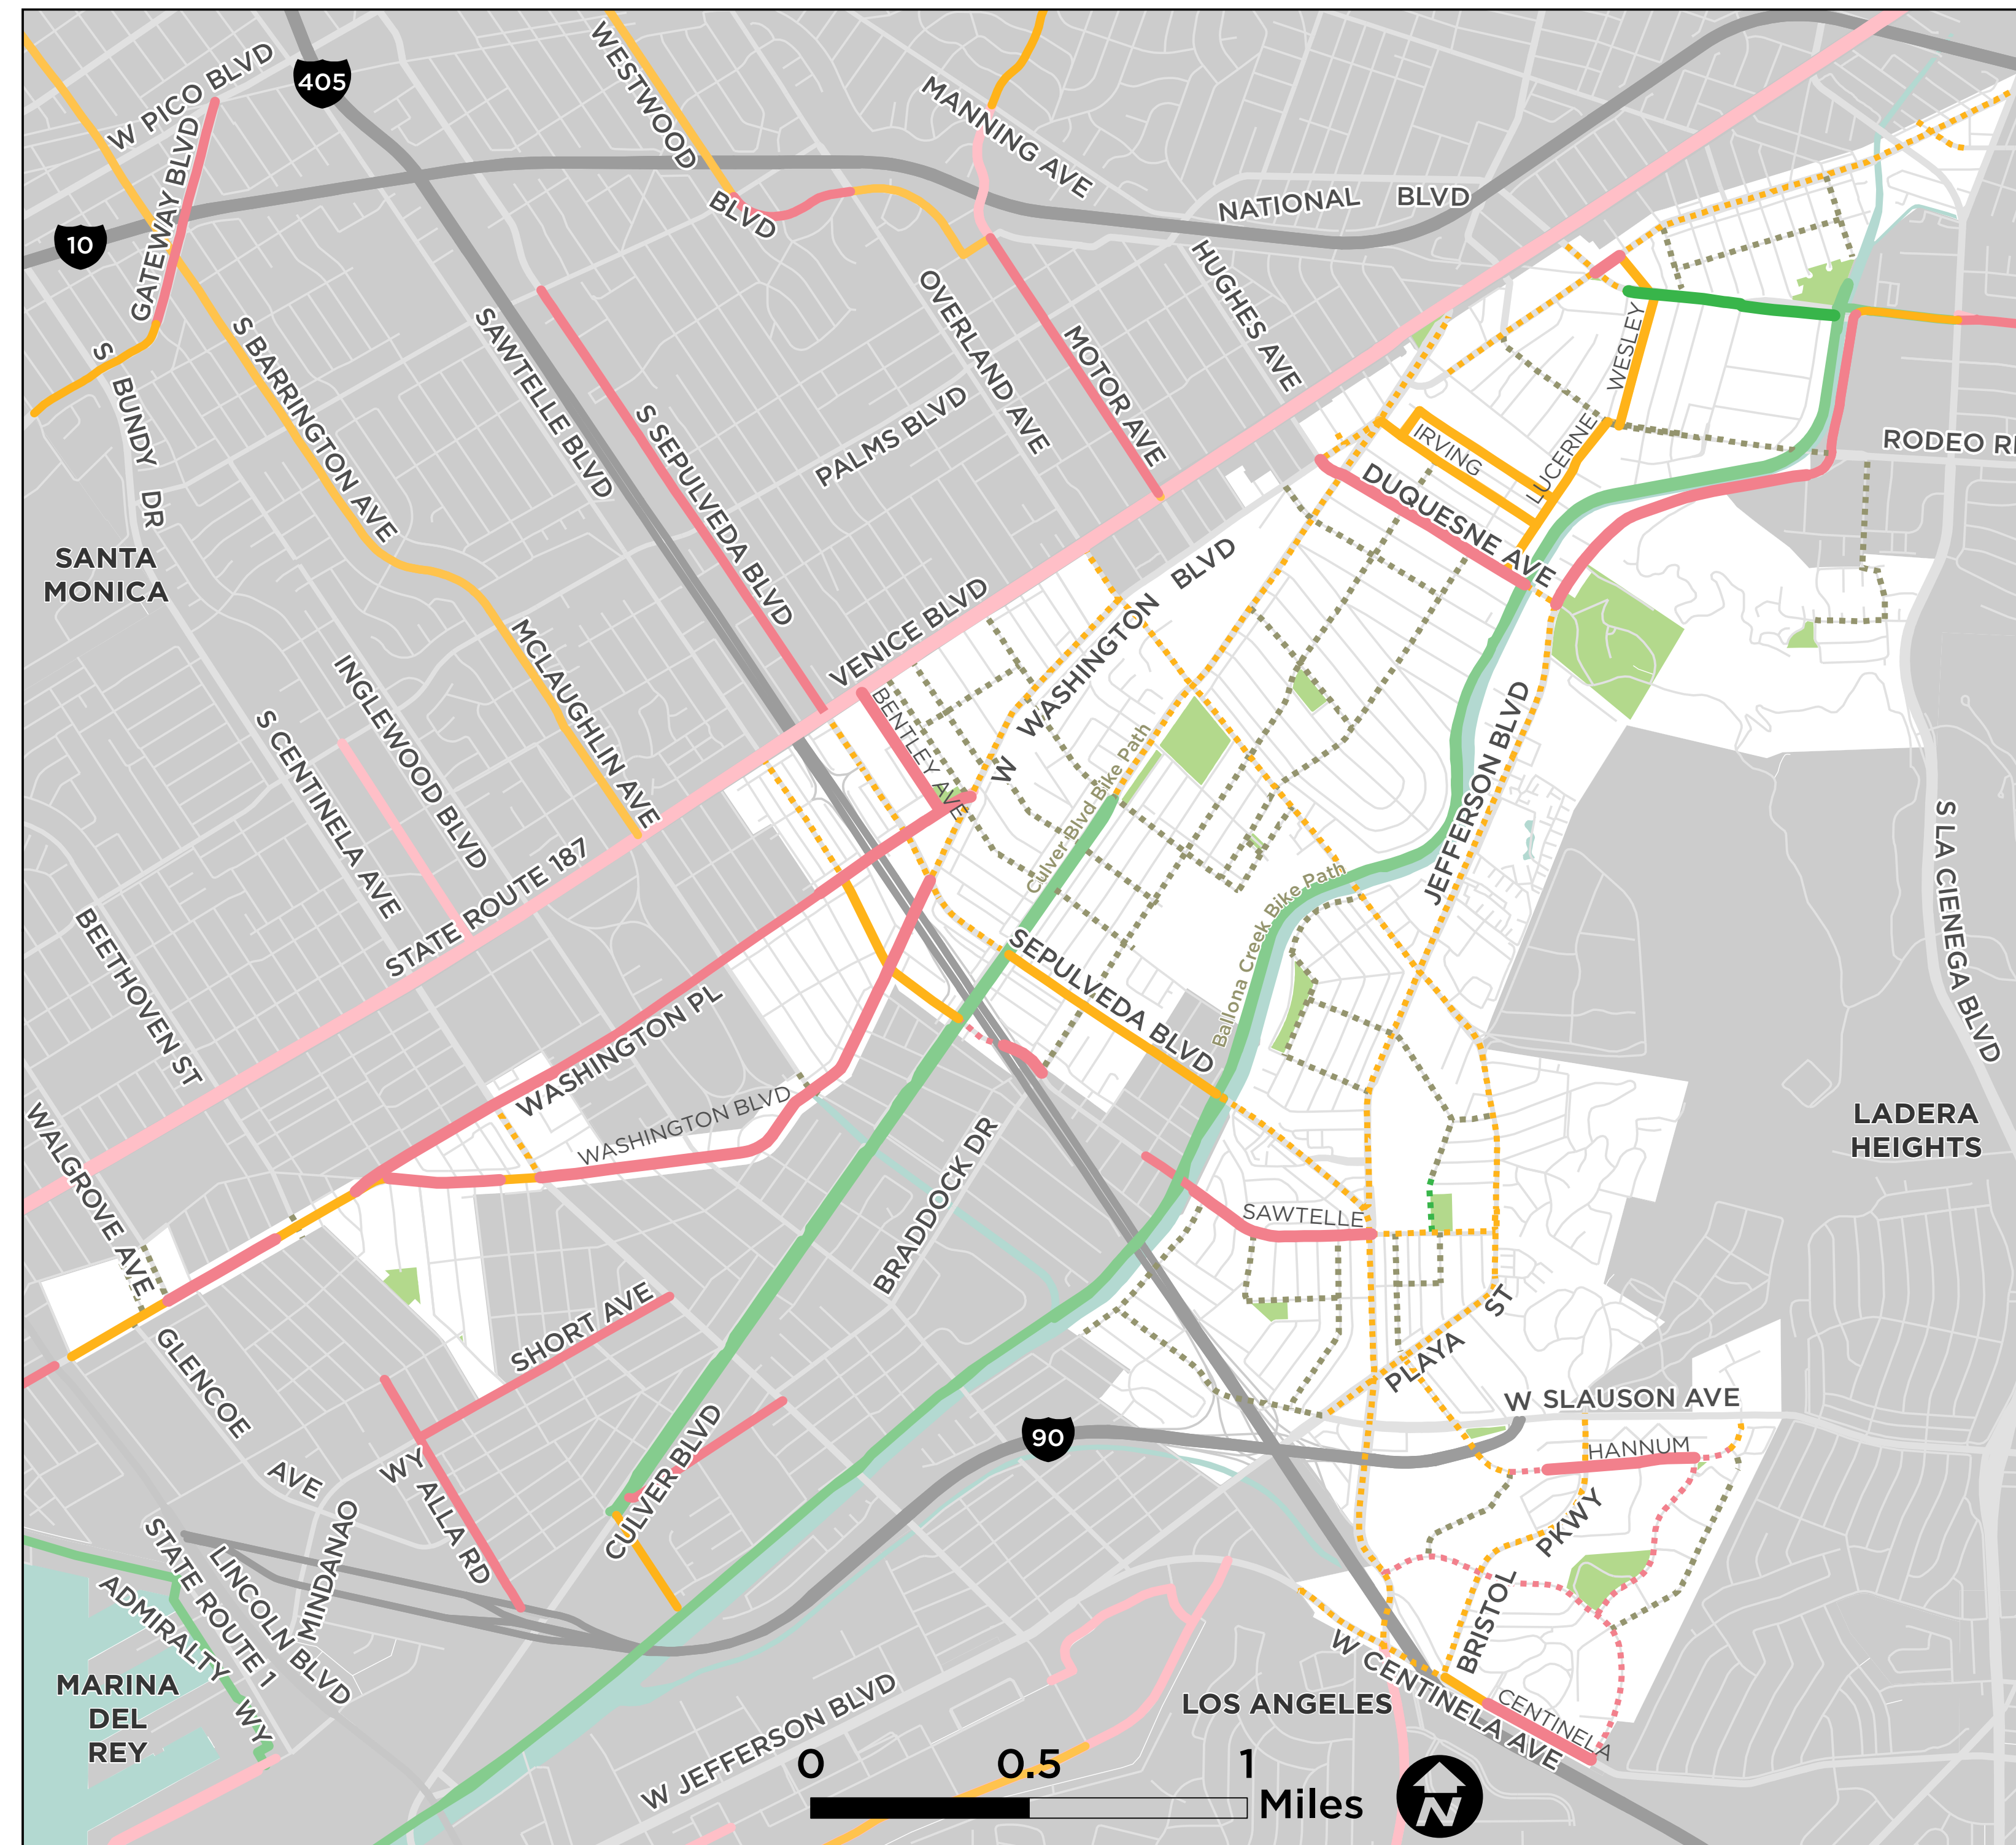 W PICO BLVD
405
WESTWOOD
BLVD
MANNING AVE
NATIONAL BLVD
10
GATEWAY BLVD
S BUNDY DR
S BARRINGTON AVE
SAWTELLE BLVD
S SEPULVEDA BLVD
OVERLAND AVE
PALMS BLVD
MOTOR AVE
HUGHES AVE
WESLEY
IRVING
LUCERNE
DUQUESNE AVE
SANTA
MONICA
MCLAUGHLIN AVE
INGLEWOOD BLVD
S CENTINELA AVE
VENICE BLVD
STATE ROUTE 187
BENTLEY AVE
W WASHINGTON BLVD
Culver Blvd Bike Path
Ballona Creek Bike Path
JEFFERSON BLVD
S LA CIENEGA BLVD
BEETHOVEN ST
WALGROVE AVE
WASHINGTON PL
WASHINGTON BLVD
SEPULVEDA BLVD
LADERA
HEIGHTS
BRADDOCK DR
SAWTELLE
PLAYA ST
SHORT AVE
GLENCOE
AVE
WY
ALLA RD
CULVER BLVD
90
W SLAUSON AVE
HANNUM
PKWY
BRISTOL
MINDANAO
STATE ROUTE 1
LINCOLN BLVD
ADMIRALTY WY
MARINA
DEL
REY
W JEFFERSON BLVD
LOS ANGELES
W CENTINELA AVE
CENTINELA
0 0.5 1
Miles
N